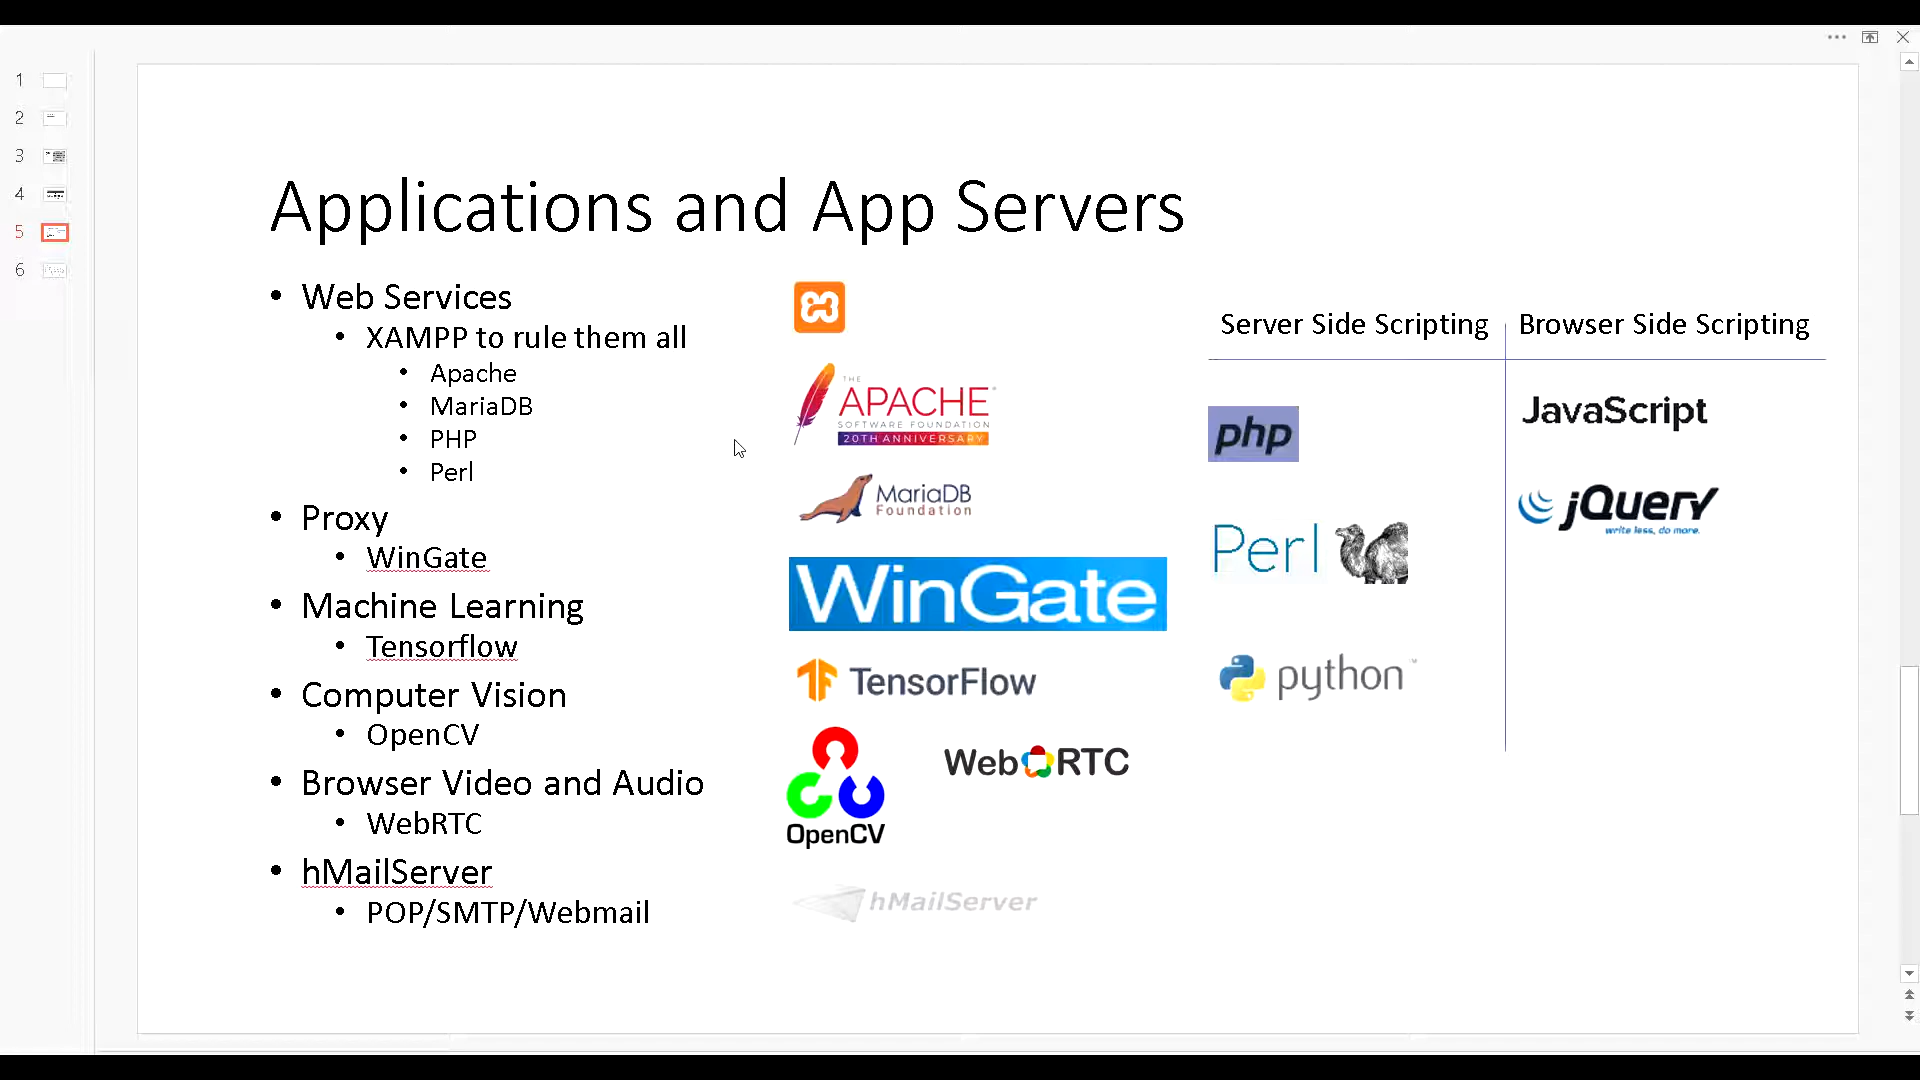 1
2
3
4
5
6
Applications and App Servers
• Web Services
• XAMPP to rule them all
• Apache
• MariaDB
• PHP
• Perl
• Proxy
• WinGate
• Machine Learning
• Tensorflow
• Computer Vision
• OpenCV
• Browser Video and Audio
• WebRTC
• hMailServer
• POP/SMTP/Webmail
THE
APACHE®
SOFTWARE FOUNDATION
20TH ANNIVERSARY
MariaDB
Foundation
WinGate
TensorFlow
OpenCV
WebRTC
hMailServer
Server Side Scripting
php
Perl
python™
Browser Side Scripting
JavaScript
jQuery
write less, do more.